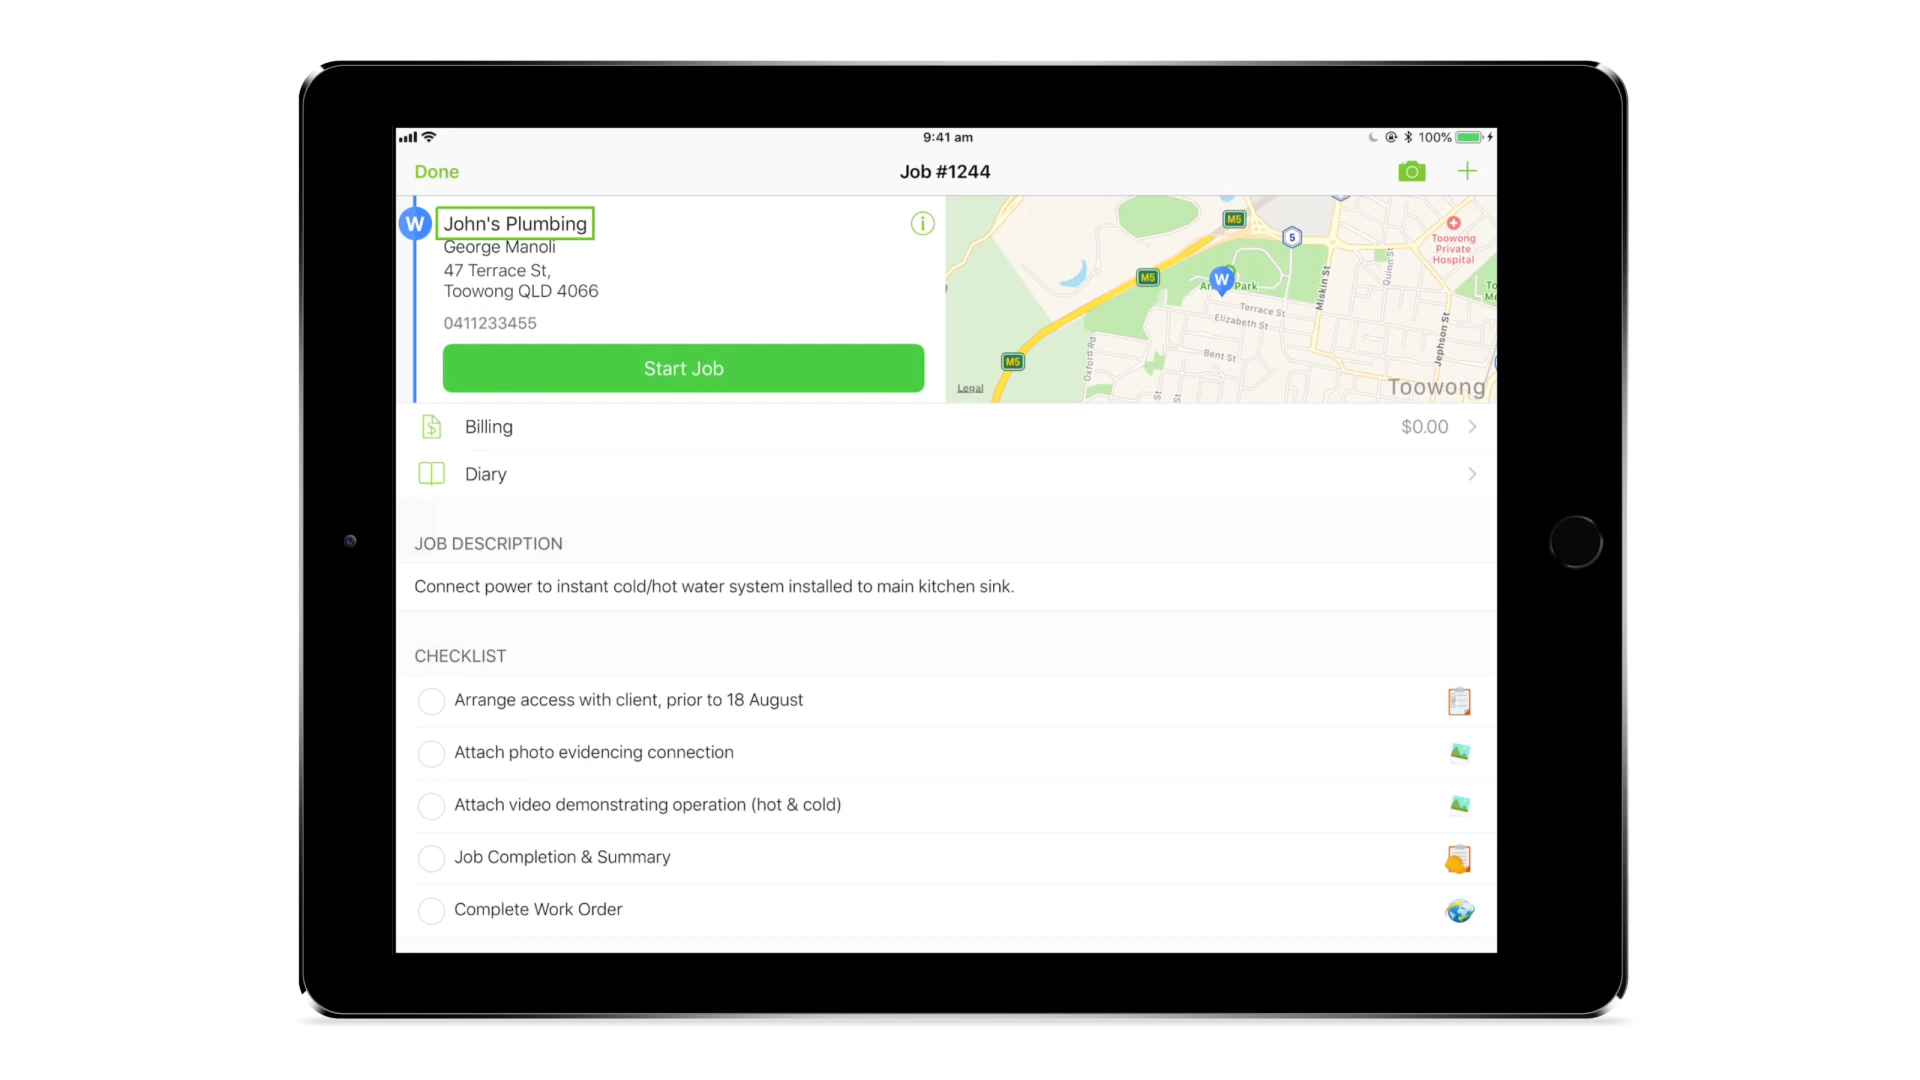 9:41 am
100%
Done
Job #1244
W
John's Plumbing
George Manoli
47 Terrace St,
Toowong QLD 4066
0411233455
Start Job
M5
5
Toowong
Private
Hospital
M5
W
Park
Terrace St
Elizabeth St
Miskin St
Quinn St
Jephson St
Oxford Rd
Bent St
M5
Legal
St
St
Toowong
Billing
$0.00
Diary
JOB DESCRIPTION
Connect power to instant cold/hot water system installed to main kitchen sink.
CHECKLIST
Arrange access with client, prior to 18 August
Attach photo evidencing connection
Attach video demonstrating operation (hot & cold)
Job Completion & Summary
Complete Work Order